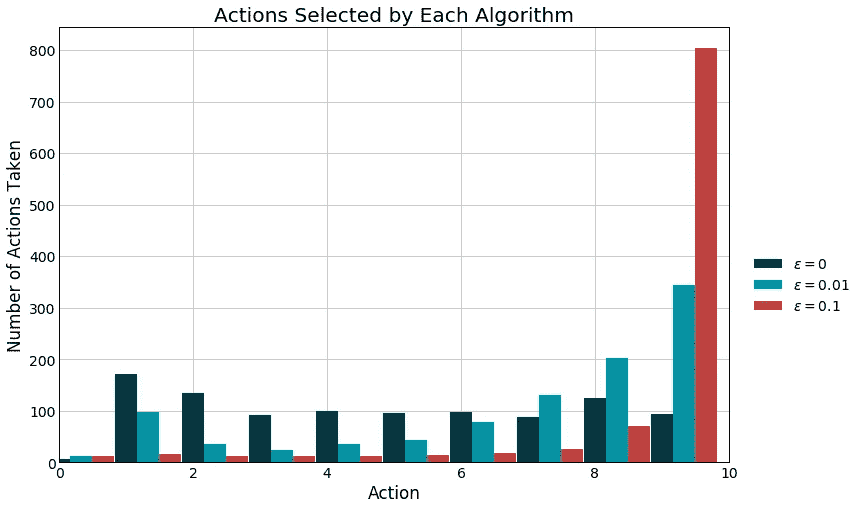 Actions Selected by Each Algorithm
Number of Actions Taken
800
700
600
500
400
300
200
100
0
0 2 4 6 8 10
Action
ε = 0
ε = 0.01
ε = 0.1